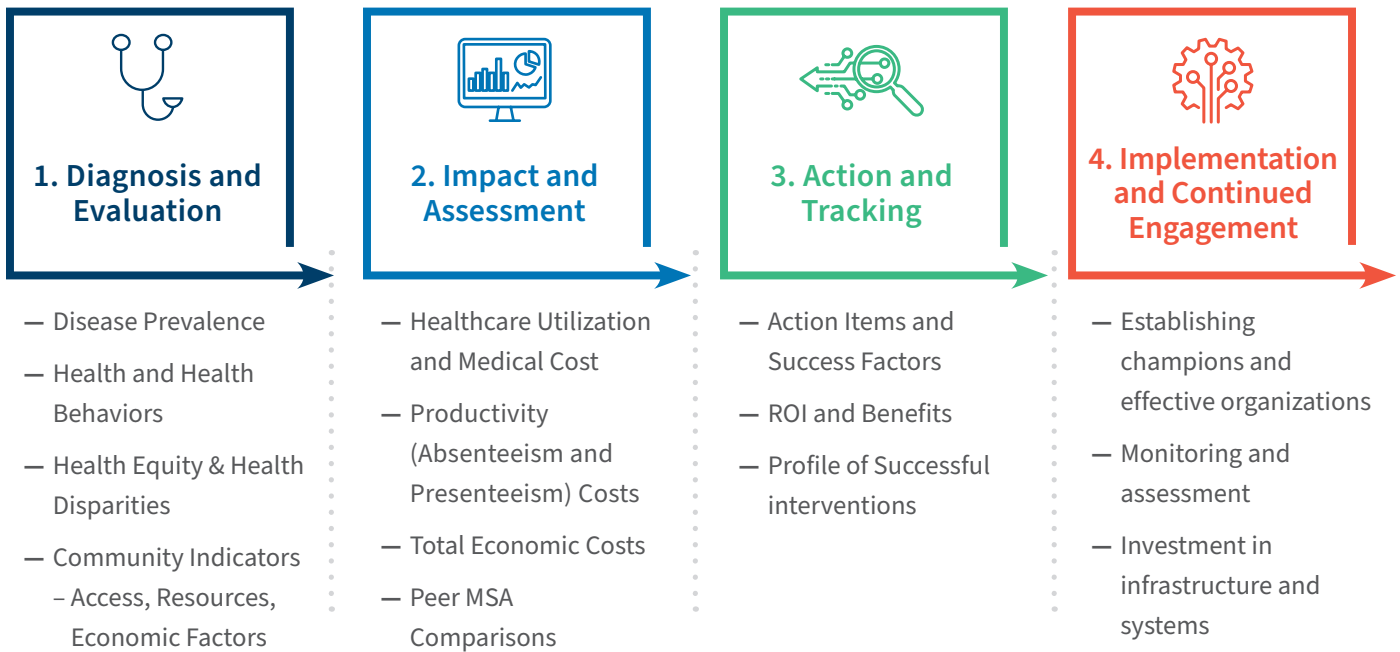 1. Diagnosis and
Evaluation
— Disease Prevalence
— Health and Health
Behaviors
— Health Equity & Health
Disparities
— Community Indicators
– Access, Resources,
Economic Factors
2. Impact and
Assessment
— Healthcare Utilization
and Medical Cost
— Productivity
(Absenteeism and
Presenteeism) Costs
— Total Economic Costs
— Peer MSA
Comparisons
3. Action and
Tracking
— Action Items and
Success Factors
— ROI and Benefits
— Profile of Successful
interventions
4. Implementation
and Continued
Engagement
— Establishing
champions and
effective organizations
— Monitoring and
assessment
— Investment in
infrastructure and
systems